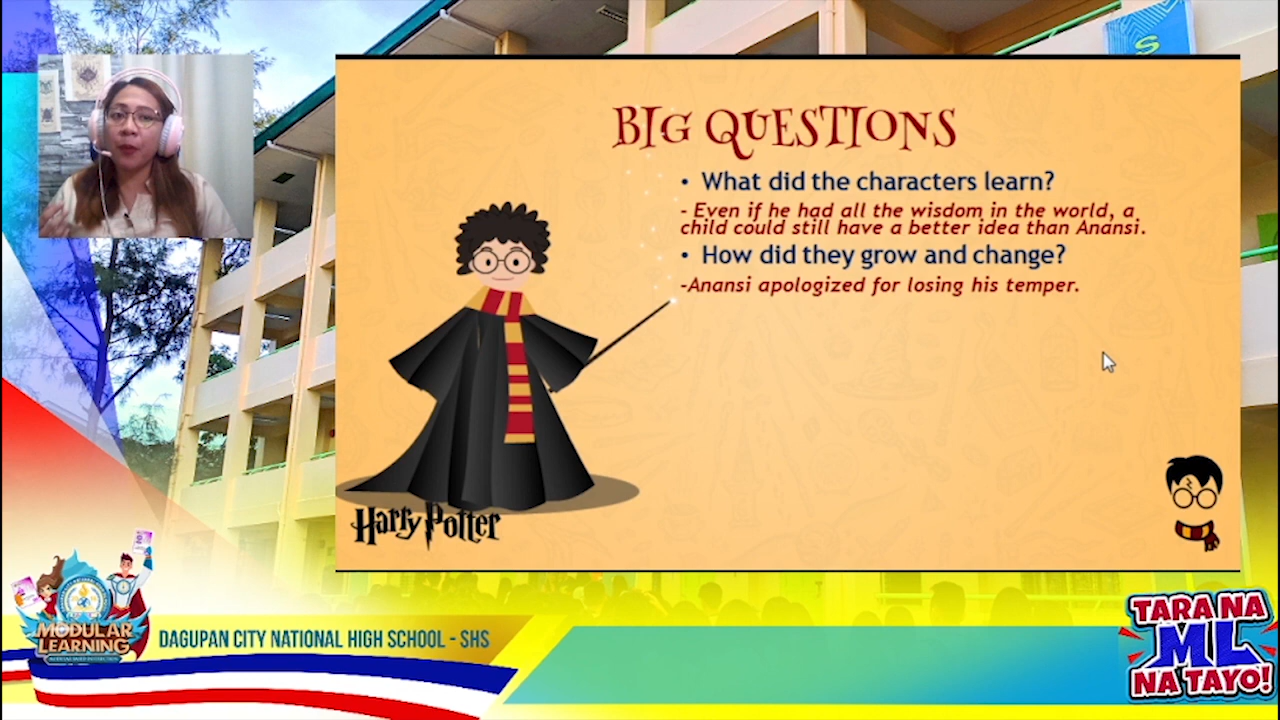 S
BIG QUESTIONS
• What did the characters learn?
- Even if he had all the wisdom in the world, a
child could still have a better idea than Anansi.
• How did they grow and change?
-Anansi apologized for losing his temper.
Harry Potter
MODULAR
LEARNING
DAGUPAN CITY NATIONAL HIGH SCHOOL - SHS
TARA NA
ML
NA TAYO!